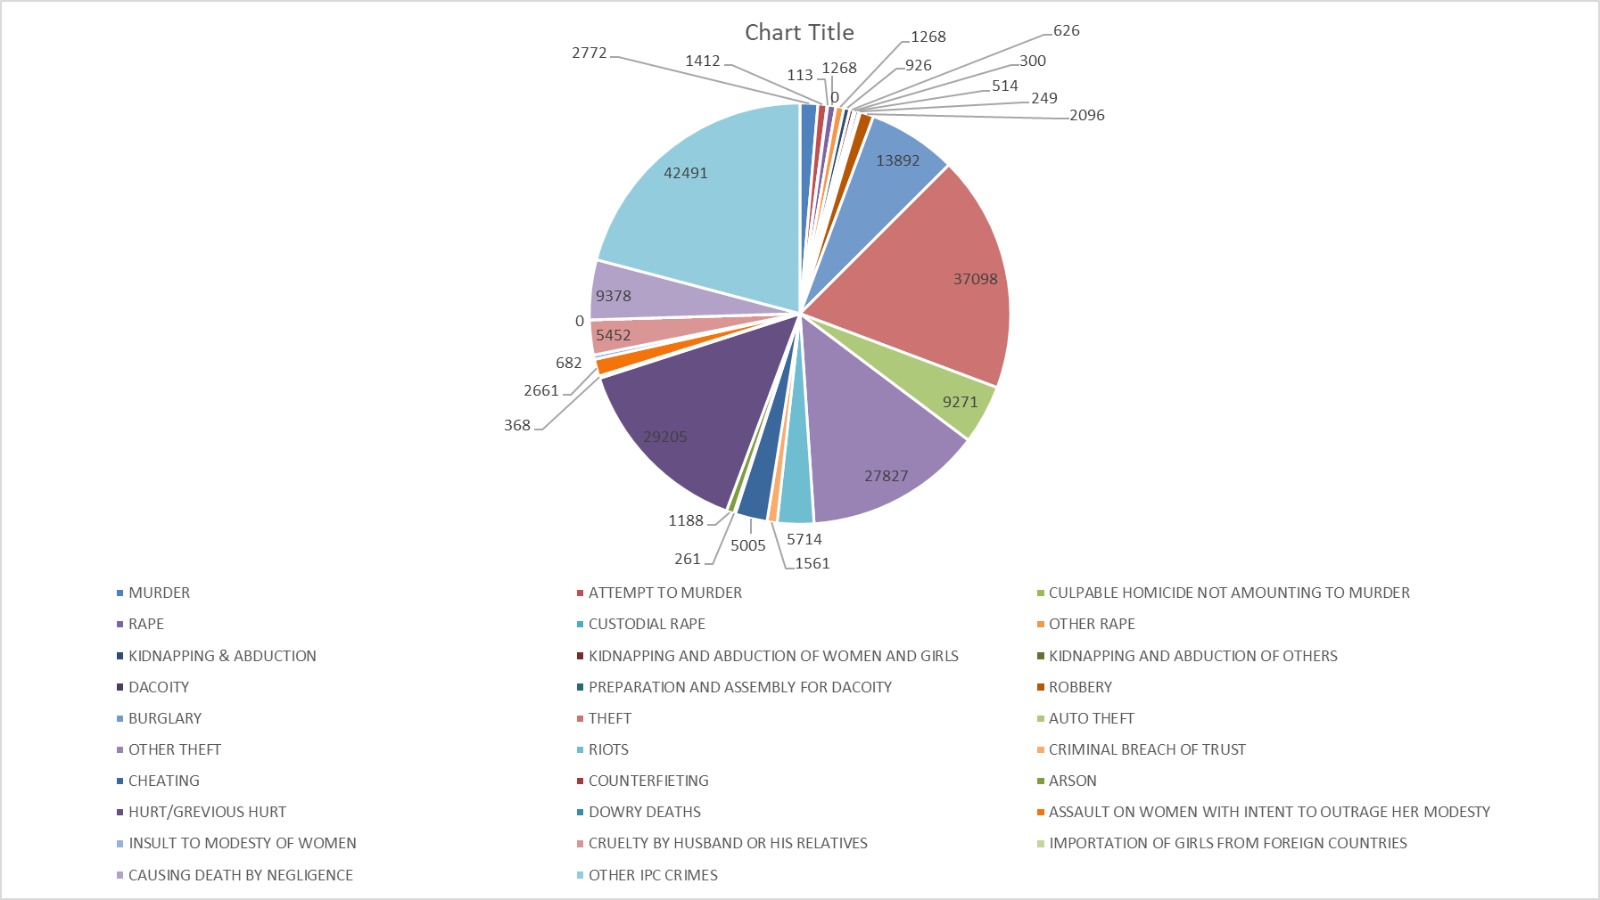 Chart Title
2772
1412
113
1268
0
1268
926
626
300
514
249
2096
13892
37098
9271
27827
5714
1561
5005
261
1188
29205
368
2661
682
5452
0
9378
42491
MURDER
ATTEMPT TO MURDER
CULPABLE HOMICIDE NOT AMOUNTING TO MURDER
RAPE
CUSTODIAL RAPE
OTHER RAPE
KIDNAPPING & ABDUCTION
KIDNAPPING AND ABDUCTION OF WOMEN AND GIRLS
KIDNAPPING AND ABDUCTION OF OTHERS
DACOITY
PREPARATION AND ASSEMBLY FOR DACOITY
ROBBERY
BURGLARY
THEFT
AUTO THEFT
OTHER THEFT
RIOTS
CRIMINAL BREACH OF TRUST
CHEATING
COUNTERFIETING
ARSON
HURT/GREVIOUS HURT
DOWRY DEATHS
ASSAULT ON WOMEN WITH INTENT TO OUTRAGE HER MODESTY
INSULT TO MODESTY OF WOMEN
CRUELTY BY HUSBAND OR HIS RELATIVES
IMPORTATION OF GIRLS FROM FOREIGN COUNTRIES
CAUSING DEATH BY NEGLIGENCE
OTHER IPC CRIMES